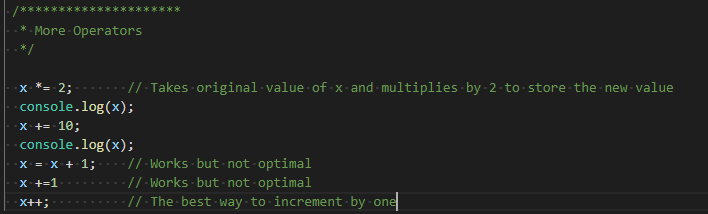 /*********************
* More Operators
*/
x *= 2; // Takes original value of x and multiplies by 2 to store the new value
console.log(x);
x += 10;
console.log(x);
x = x + 1; // Works but not optimal
x +=1 // Works but not optimal
x++; // The best way to increment by one